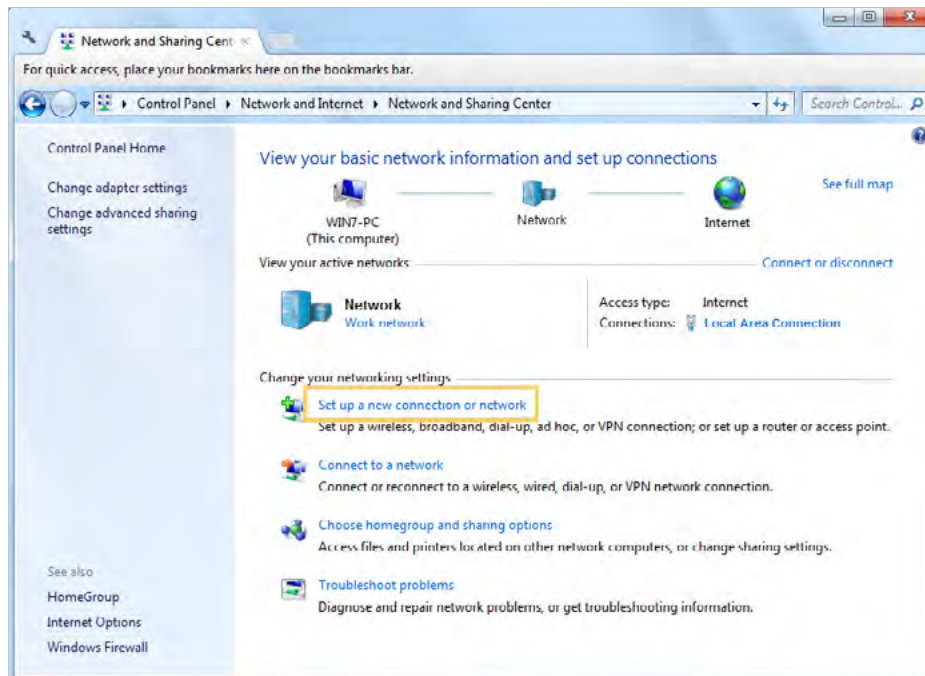 Network and Sharing Cent
For quick access, place your bookmarks here on the bookmarks bar.
Control Panel Network and Internet Network and Sharing Center
Search Control...
Control Panel Home
Change adapter settings
Change advanced sharing
settings
View your basic network information and set up connections
See full map
WIN7-PC
(This computer)
Network
Internet
View your active networks
Connect or disconnect
Network
Work network
Access type: Internet
Connections: Local Area Connection
Change your networking settings
Set up a new connection or network
Set up a wireless, broadband, dial-up, ad hoc, or VPN connection; or set up a router or access point.
Connect to a network
Connect or reconnect to a wireless, wired, dial-up, or VPN network connection.
Choose homegroup and sharing options
Access files and printers located on other network computers, or change sharing settings.
Troubleshoot problems
Diagnose and repair network problems, or get troubleshooting information.
See also
HomeGroup
Internet Options
Windows Firewall